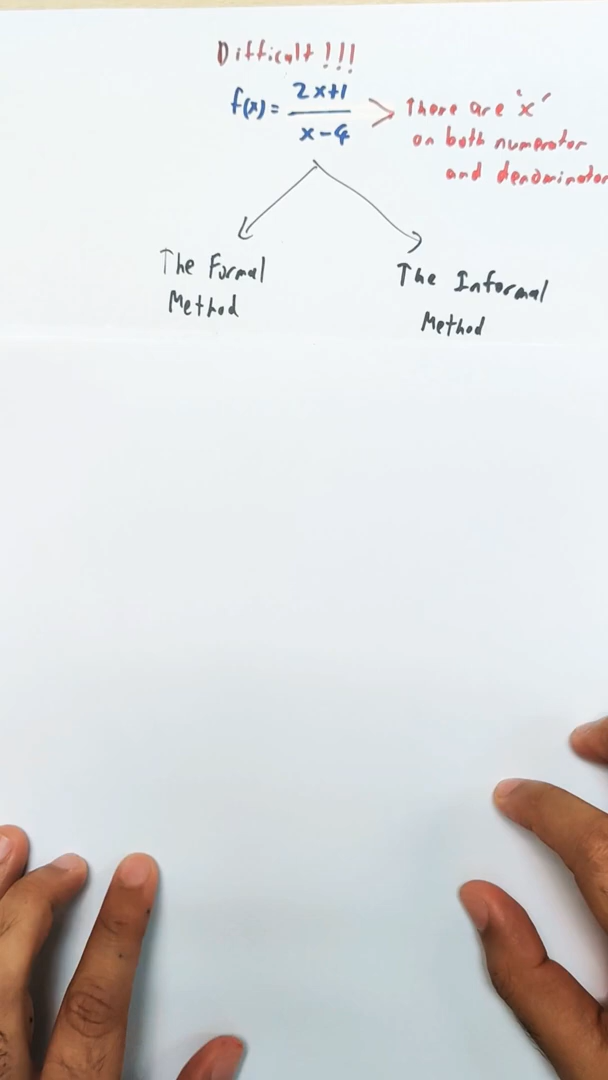 Difficult!!!
f(x) = 2x+1 / x-4
There are 'x'
on both numerator
and denominator
The Formal
Method
The Informal
Method